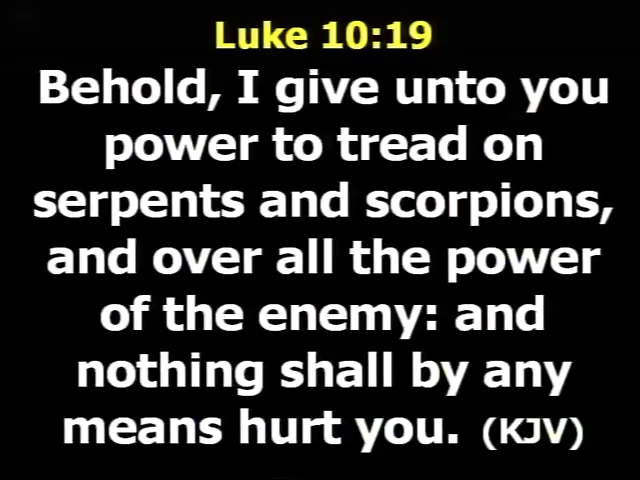 Luke 10:19
Behold, I give unto you
power to tread on
serpents and scorpions,
and over all the power
of the enemy: and
nothing shall by any
means hurt you. (KJV)